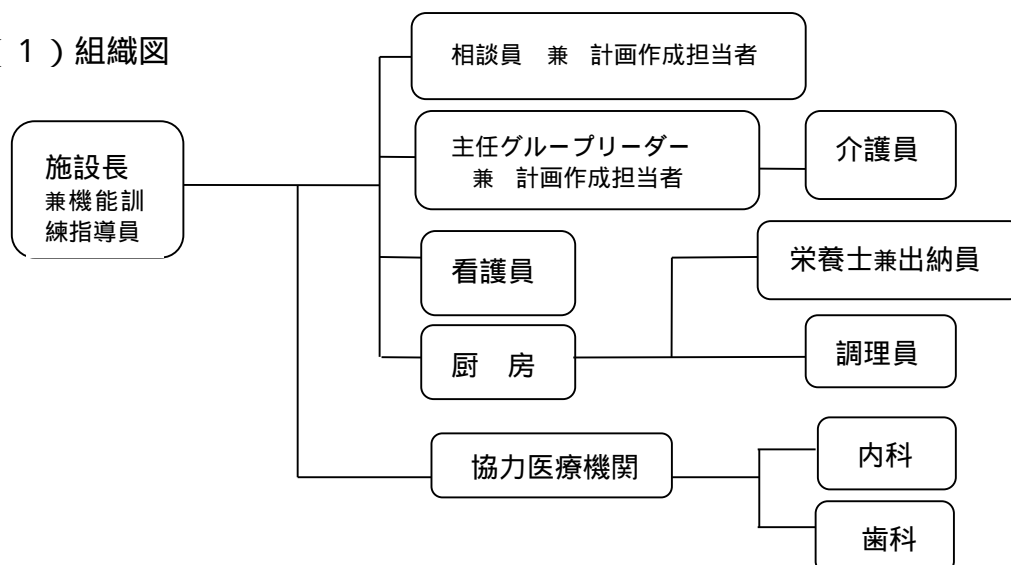 (1)組織図
相談員 兼 計画作成担当者
施設長
兼機能訓
練指導員
主任グループリーダー
兼 計画作成担当者
介護員
看護員
栄養士兼出納員
厨 房
調理員
協力医療機関
内科
歯科